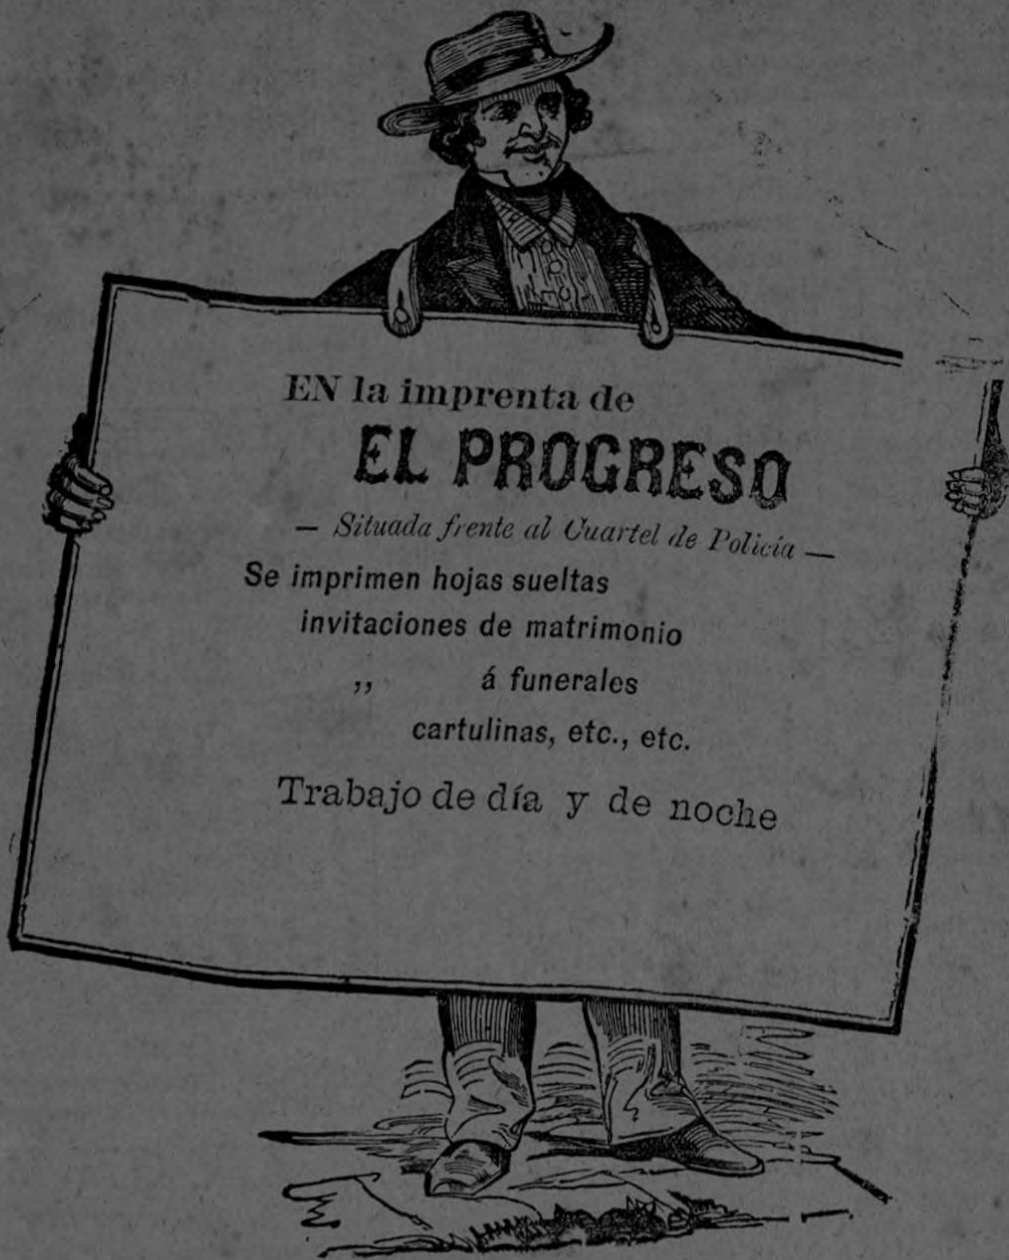 EN la imprenta de
EL PROGRESO
— Situada frente al Cuartel de Policía —
Se imprimen hojas sueltas
invitaciones de matrimonio
,, á funerales
cartulinas, etc., etc.
Trabajo de día y de noche